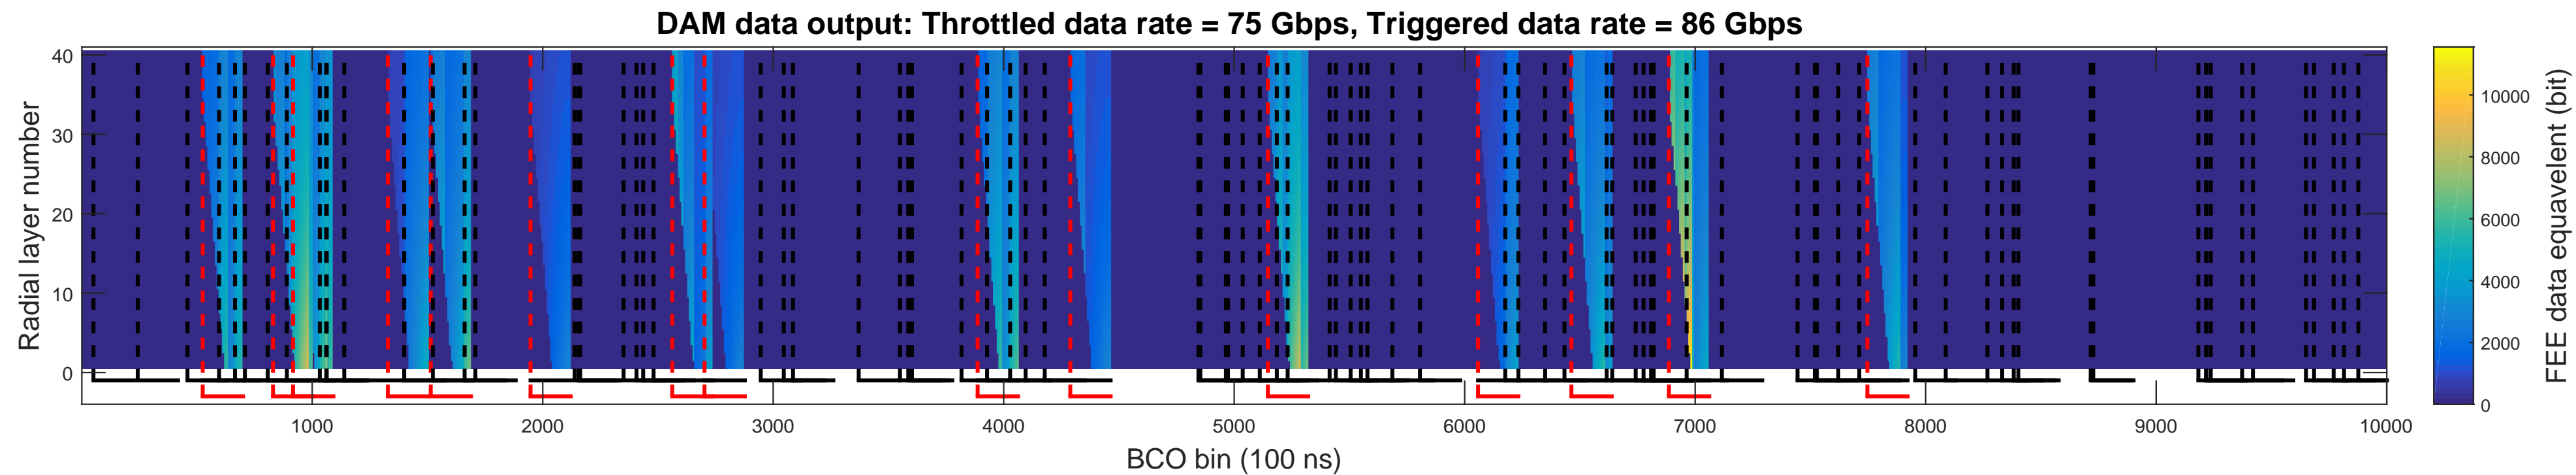 DAM data output: Throttled data rate = 75 Gbps, Triggered data rate = 86 Gbps
Radial layer number
40
30
20
10
0
1000 2000 3000 4000 5000 6000 7000 8000 9000 10000
BCO bin (100 ns)
10000
8000
6000
4000
2000
0
FEE data equavelent (bit)